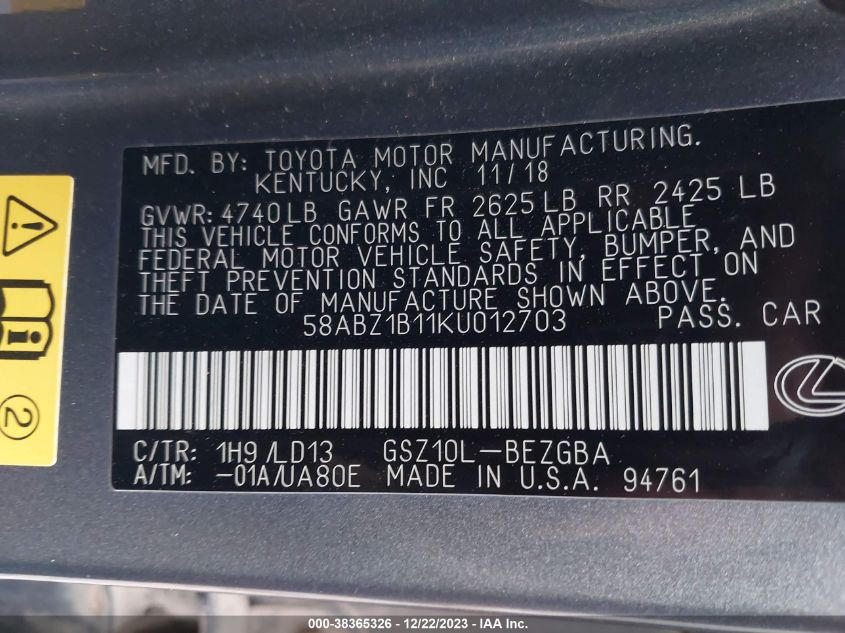 MFD. BY: TOYOTA MOTOR MANUFACTURING.
KENTUCKY, INC 11/18
GVWR: 4740 LB GAWR FR 2625 LB RR 2425 LB
THIS VEHICLE CONFORMS TO ALL APPLICABLE
FEDERAL MOTOR VEHICLE SAFETY, BUMPER, AND
THEFT PREVENTION STANDARDS IN EFFECT ON
THE DATE OF MANUFACTURE SHOWN ABOVE.
58ABZ1B11KU012703 PASS. CAR
C/TR: 1H9 /LD13 GSZ10L-BEZGBA
A/TM: -01A/UA80E MADE IN U.S.A. 94761
2
000-38365326 - 12/22/2023 - IAA Inc.